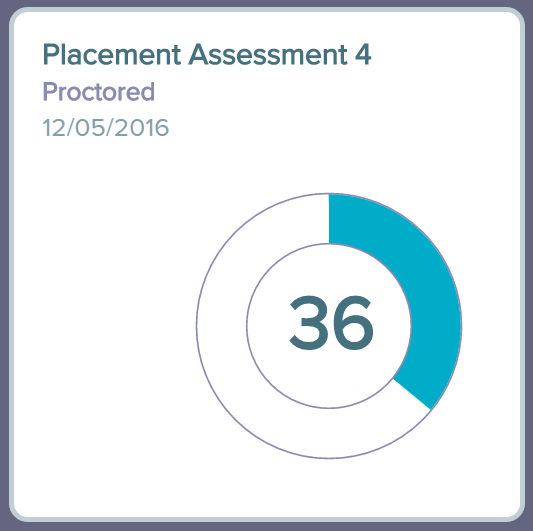 Placement Assessment 4
Proctored
12/05/2016
36